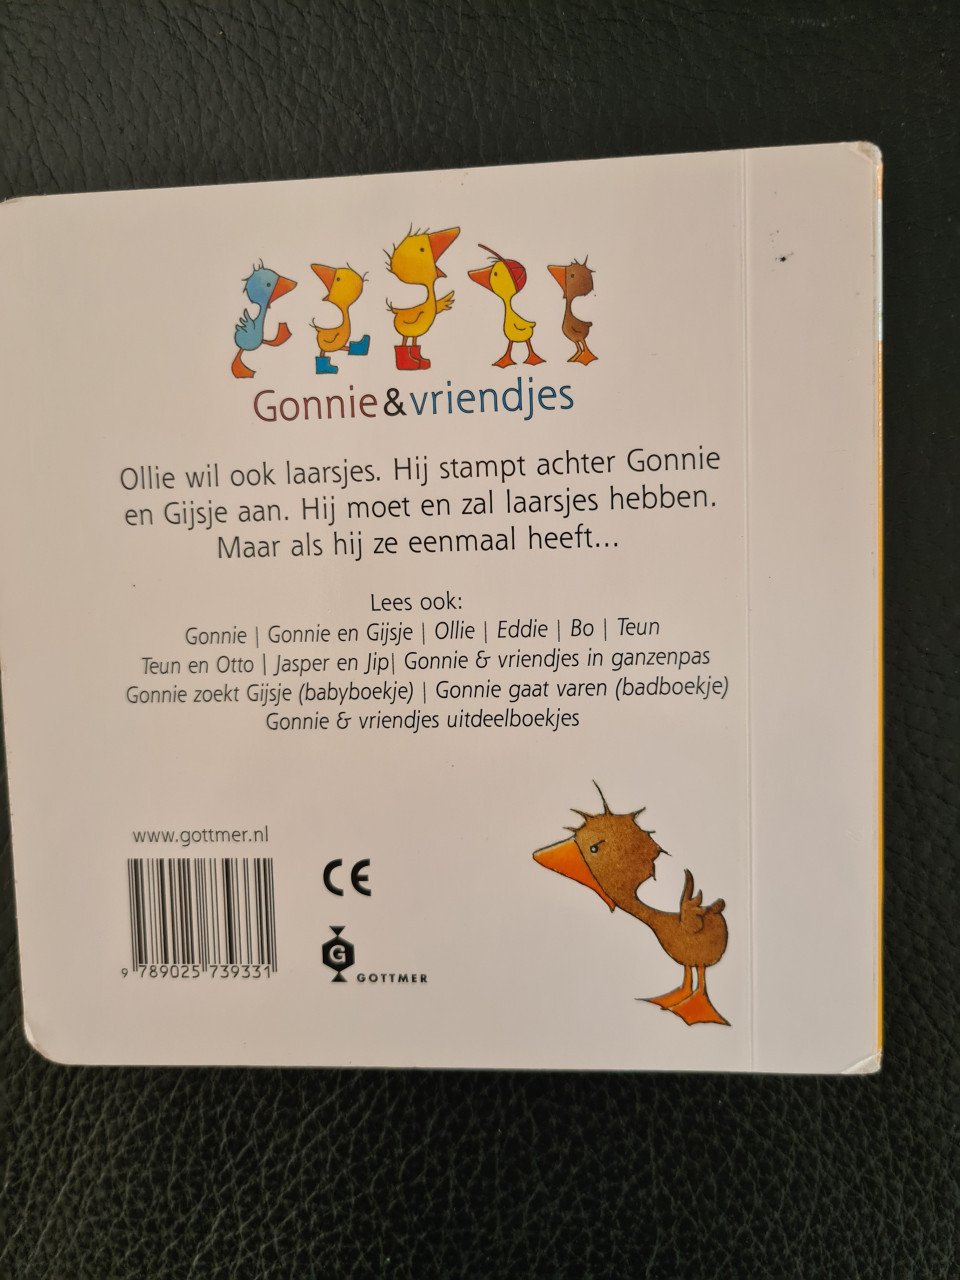 Gonnie&vriendjes
Ollie wil ook laarsjes. Hij stampt achter Gonnie
en Gijsje aan. Hij moet en zal laarsjes hebben.
Maar als hij ze eenmaal heeft...
Lees ook:
Gonnie | Gonnie en Gijsje | Ollie | Eddie | Bo | Teun
Teun en Otto | Jasper en Jip| Gonnie & vriendjes in ganzenpas
Gonnie zoekt Gijsje (babyboekje) | Gonnie gaat varen (badboekje)
Gonnie & vriendjes uitdeelboekjes
www.gottmer.nl
CE
9 789025 739331
G
GOTTMER